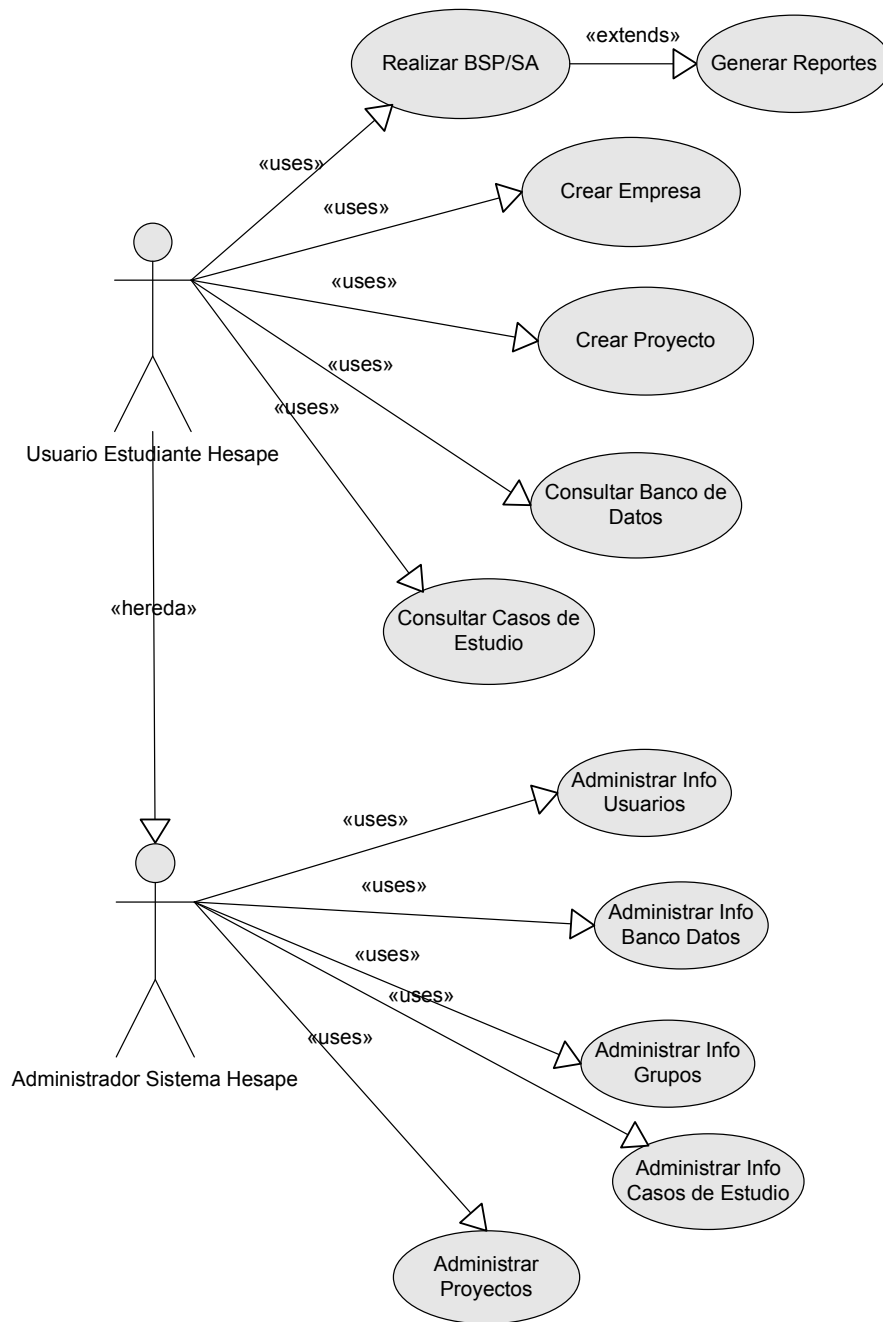 «extends»
Realizar BSP/SA
Generar Reportes
«uses»
Crear Empresa
«uses»
«uses»
Crear Proyecto
«uses»
«uses»
Usuario Estudiante Hesape
Consultar Banco de
Datos
«hereda»
Consultar Casos de
Estudio
Administrar Info
Usuarios
«uses»
«uses»
Administrar Info
Banco Datos
«uses»
«uses»
«uses»
Administrar Info
Grupos
Administrador Sistema Hesape
Administrar Info
Casos de Estudio
Administrar
Proyectos